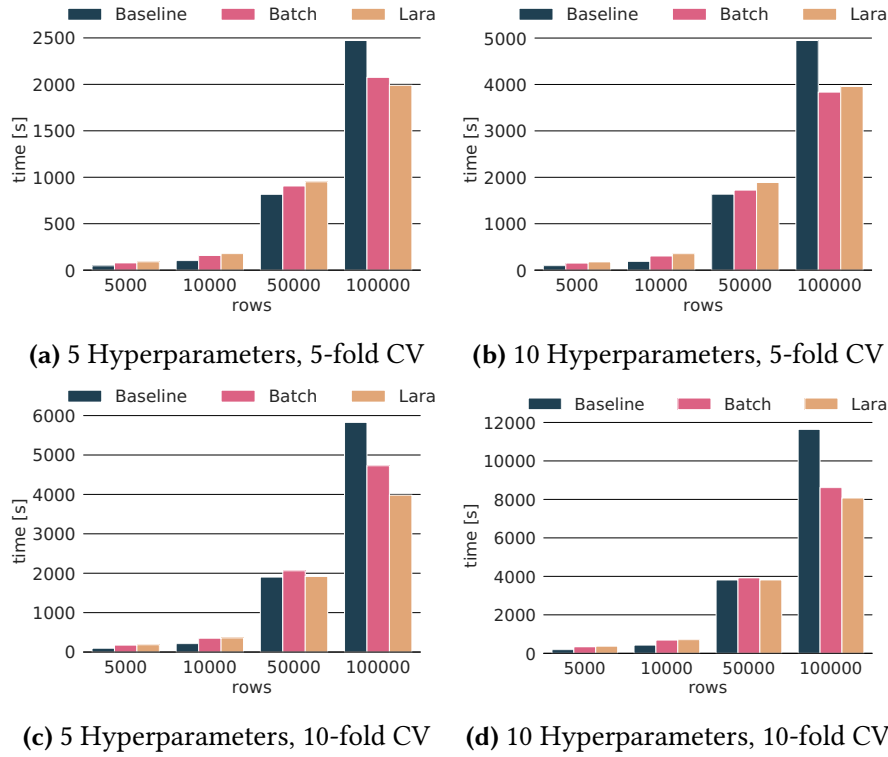 Baseline Batch Lara
2500
2000
1500
1000
500
0
time [s]
5000 10000 50000 100000
rows
(a) 5 Hyperparameters, 5-fold CV
Baseline Batch Lara
5000
4000
3000
2000
1000
0
time [s]
5000 10000 50000 100000
rows
(b) 10 Hyperparameters, 5-fold CV
Baseline Batch Lara
6000
5000
4000
3000
2000
1000
0
time [s]
5000 10000 50000 100000
rows
(c) 5 Hyperparameters, 10-fold CV
Baseline Batch Lara
12000
10000
8000
6000
4000
2000
0
time [s]
5000 10000 50000 100000
rows
(d) 10 Hyperparameters, 10-fold CV